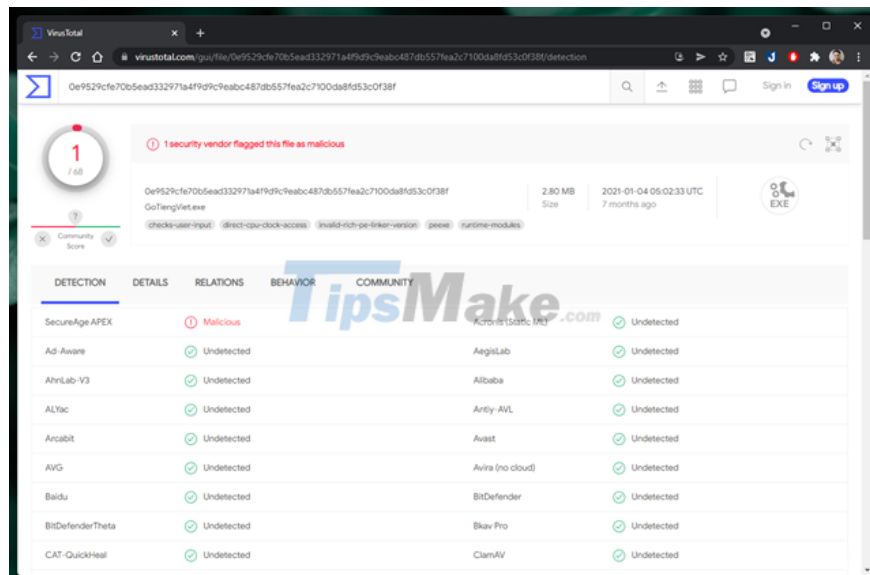 VirusTotal
virustotal.com/gui/file/0e9529cfe70b5ead332971a4f9d9c9eabc487db557fea2c7100da8fd53c0f38f/detection
0e9529cfe70b5ead332971a4f9d9c9eabc487db557fea2c7100da8fd53c0f38f
Sign in
Sign up
1
/ 68
1 security vendor flagged this file as malicious
0e9529cfe70b5ead332971a4f9d9c9eabc487db557fea2c7100da8fd53c0f38f
GoTiengViet.exe
2.80 MB
Size
2021-01-04 05:02:33 UTC
7 months ago
EXE
checks-user-input direct-cpu-clock-access invalid-rich-pe-linker-version peexe runtime-modules
?
Community
Score
DETECTION DETAILS RELATIONS BEHAVIOR COMMUNITY
TipsMake.com
SecureAge APEX Malicious Acronis (Static ML) Undetected
Ad-Aware Undetected AegisLab Undetected
AhnLab-V3 Undetected Alibaba Undetected
ALYac Undetected Antiy-AVL Undetected
Arcabit Undetected Avast Undetected
AVG Undetected Avira (no cloud) Undetected
Baidu Undetected BitDefender Undetected
BitDefenderTheta Undetected Bkav Pro Undetected
CAT-QuickHeal Undetected ClamAV Undetected